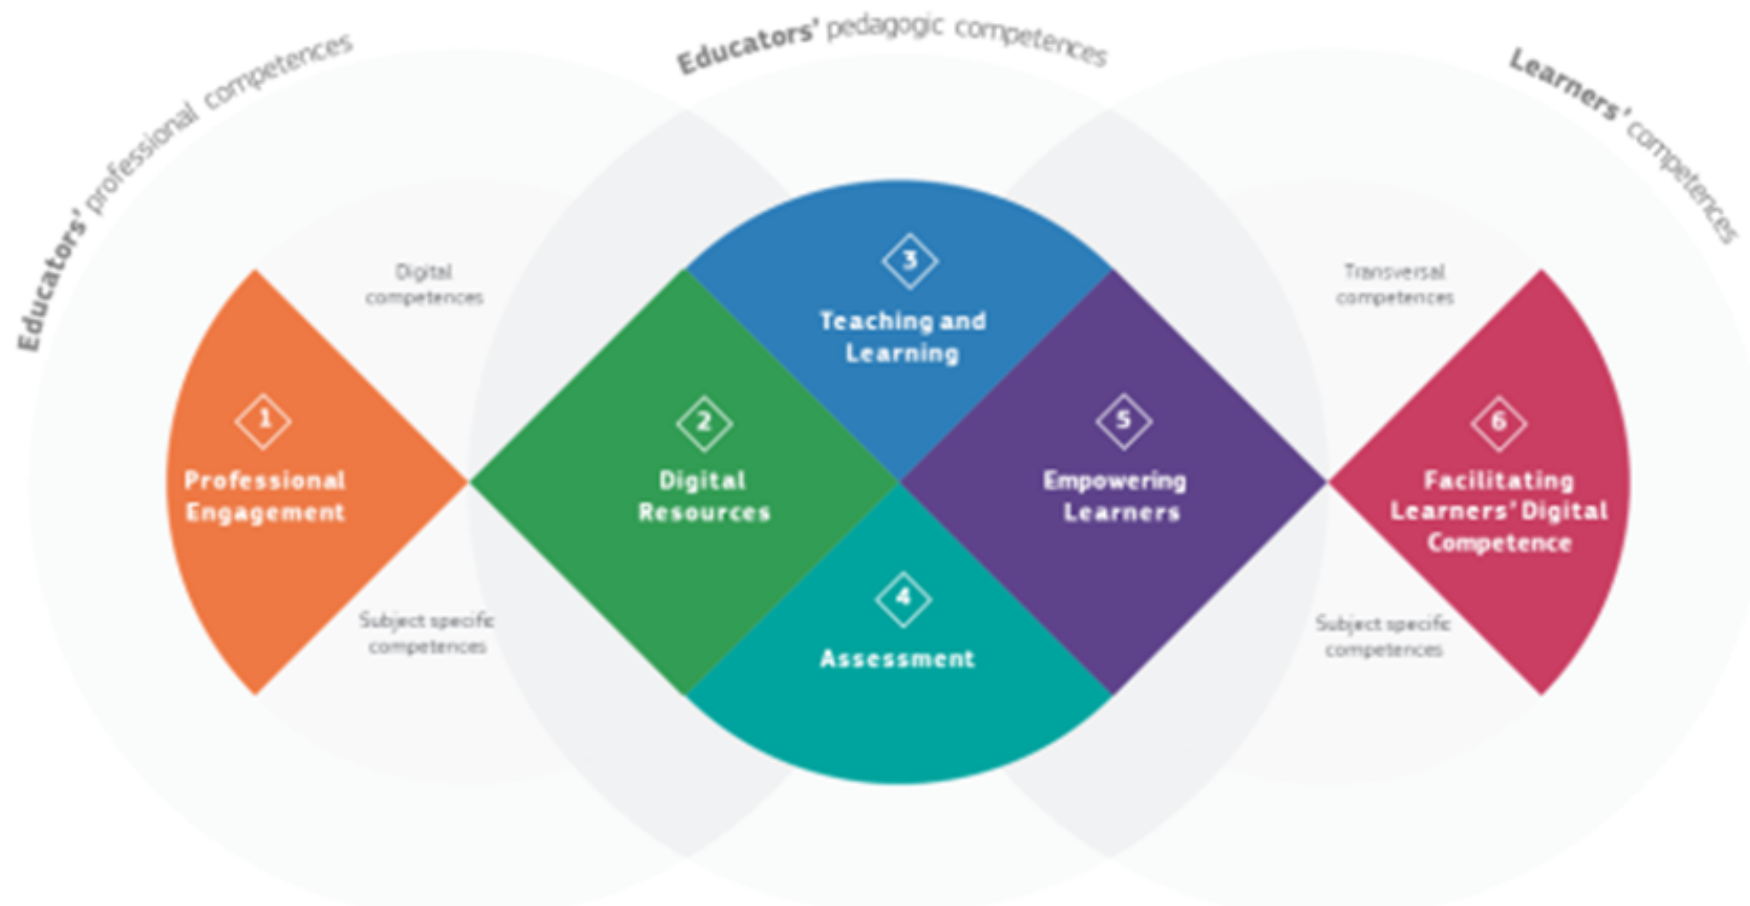 Educators' professional competences
Educators' pedagogic competences
Learners' competences
Digital
competences
Subject specific
competences
1
Professional
Engagement
2
Digital
Resources
3
Teaching and
Learning
4
Assessment
5
Empowering
Learners
Transversal
competences
Subject specific
competences
6
Facilitating
Learners' Digital
Competence